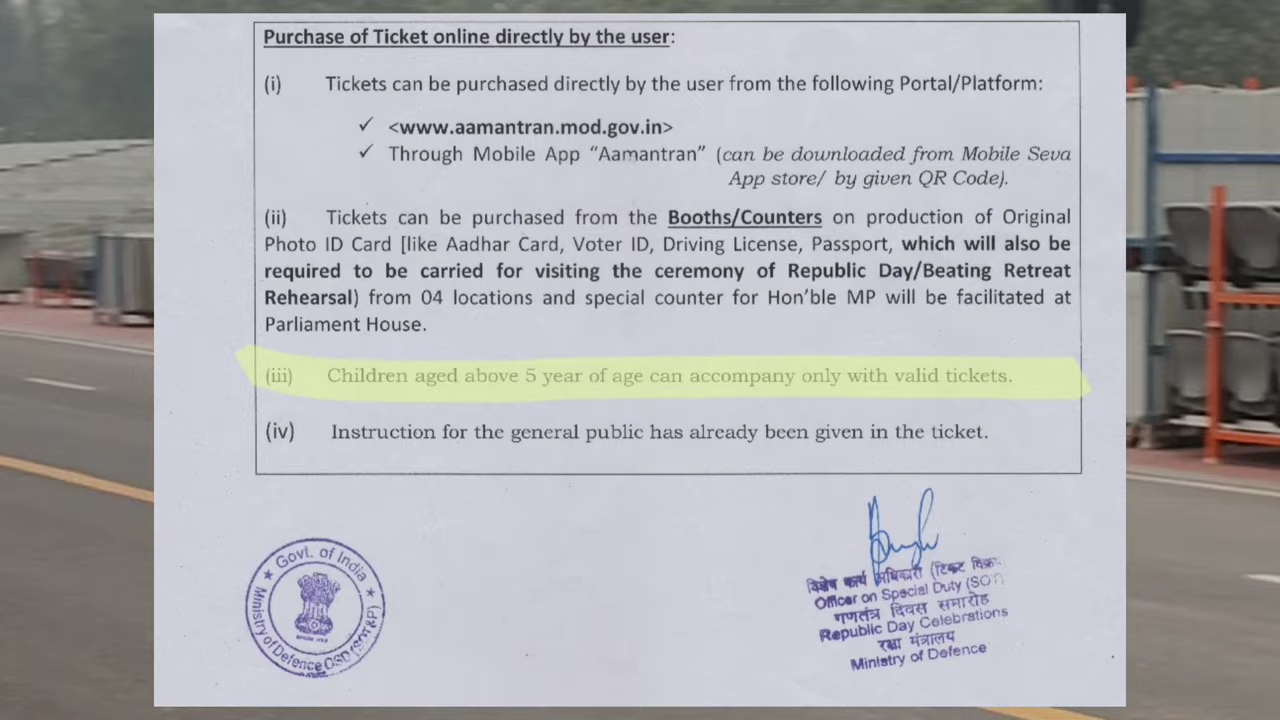 Purchase of Ticket online directly by the user:
(i) Tickets can be purchased directly by the user from the following Portal/Platform:
✓ <www.aamantran.mod.gov.in>
✓ Through Mobile App “Aamantran” (can be downloaded from Mobile Seva
App store/ by given QR Code).
(ii) Tickets can be purchased from the Booths/Counters on production of Original
Photo ID Card [like Aadhar Card, Voter ID, Driving License, Passport, which will also be
required to be carried for visiting the ceremony of Republic Day/Beating Retreat
Rehearsal) from 04 locations and special counter for Hon’ble MP will be facilitated at
Parliament House.
(iii) Children aged above 5 year of age can accompany only with valid tickets.
(iv) Instruction for the general public has already been given in the ticket.
★ Govt. of India ★
Ministry of Defence OSD (SOT&P)
विशेष कार्य अधिकारी (टिकट
Officer on Special Duty (SOT)
गणतंत्र दिवस समारोह
Republic Day Celebrations
रक्षा मंत्रालय
Ministry of Defence